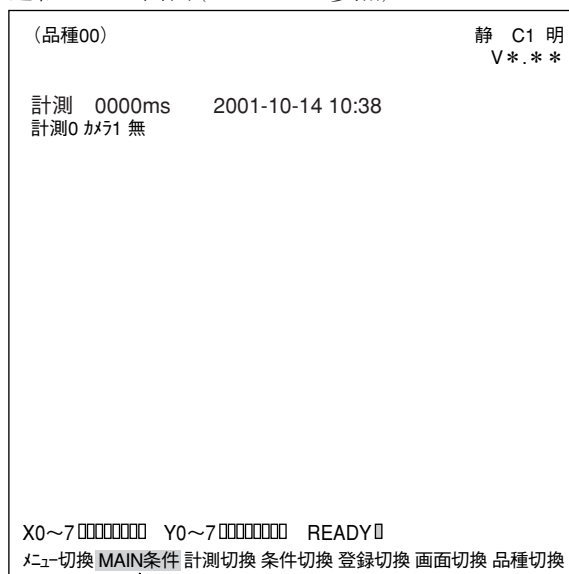 （品種00）	静 C1 明
V＊.＊＊
計測 0000ms 2001-10-14 10:38
計測0 ｶﾒﾗ1 無
X0～7▯▯▯▯▯▯▯▯ Y0～7▯▯▯▯▯▯▯▯ READY▯
ﾒﾆｭｰ切換 MAIN条件 計測切換 条件切換 登録切換 画面切換 品種切換